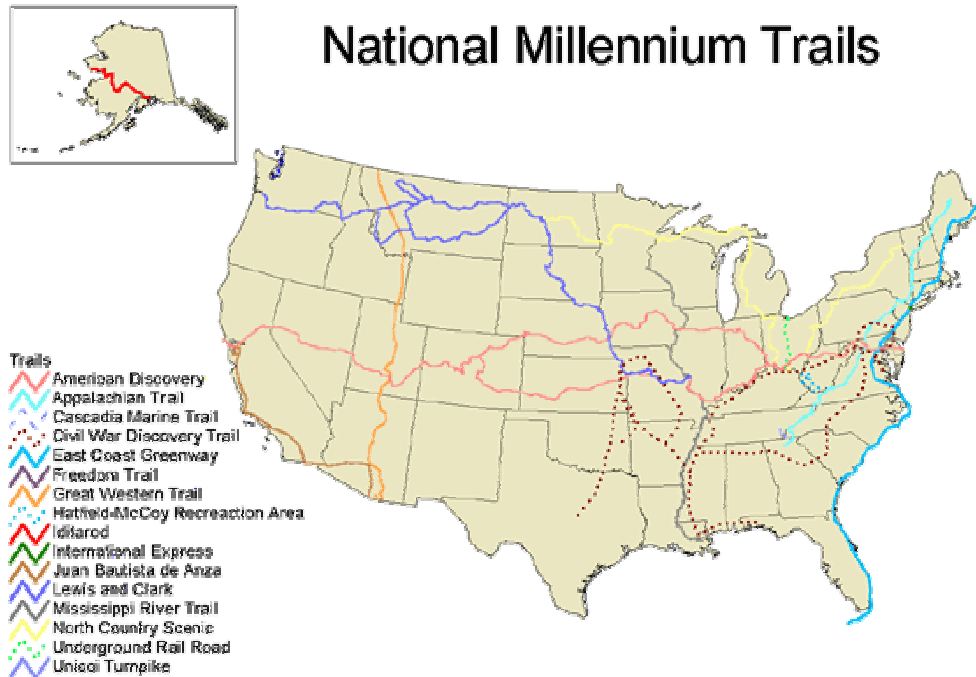 National Millennium Trails
Trails
American Discovery
Appalachian Trail
Cascadia Marine Trail
Civil War Discovery Trail
East Coast Greenway
Freedom Trail
Great Western Trail
Hatfield-McCoy Recreaction Area
Iditarod
International Express
Juan Bautista de Anza
Lewis and Clark
Mississippi River Trail
North Country Scenic
Underground Rail Road
Unicoi Turnpike